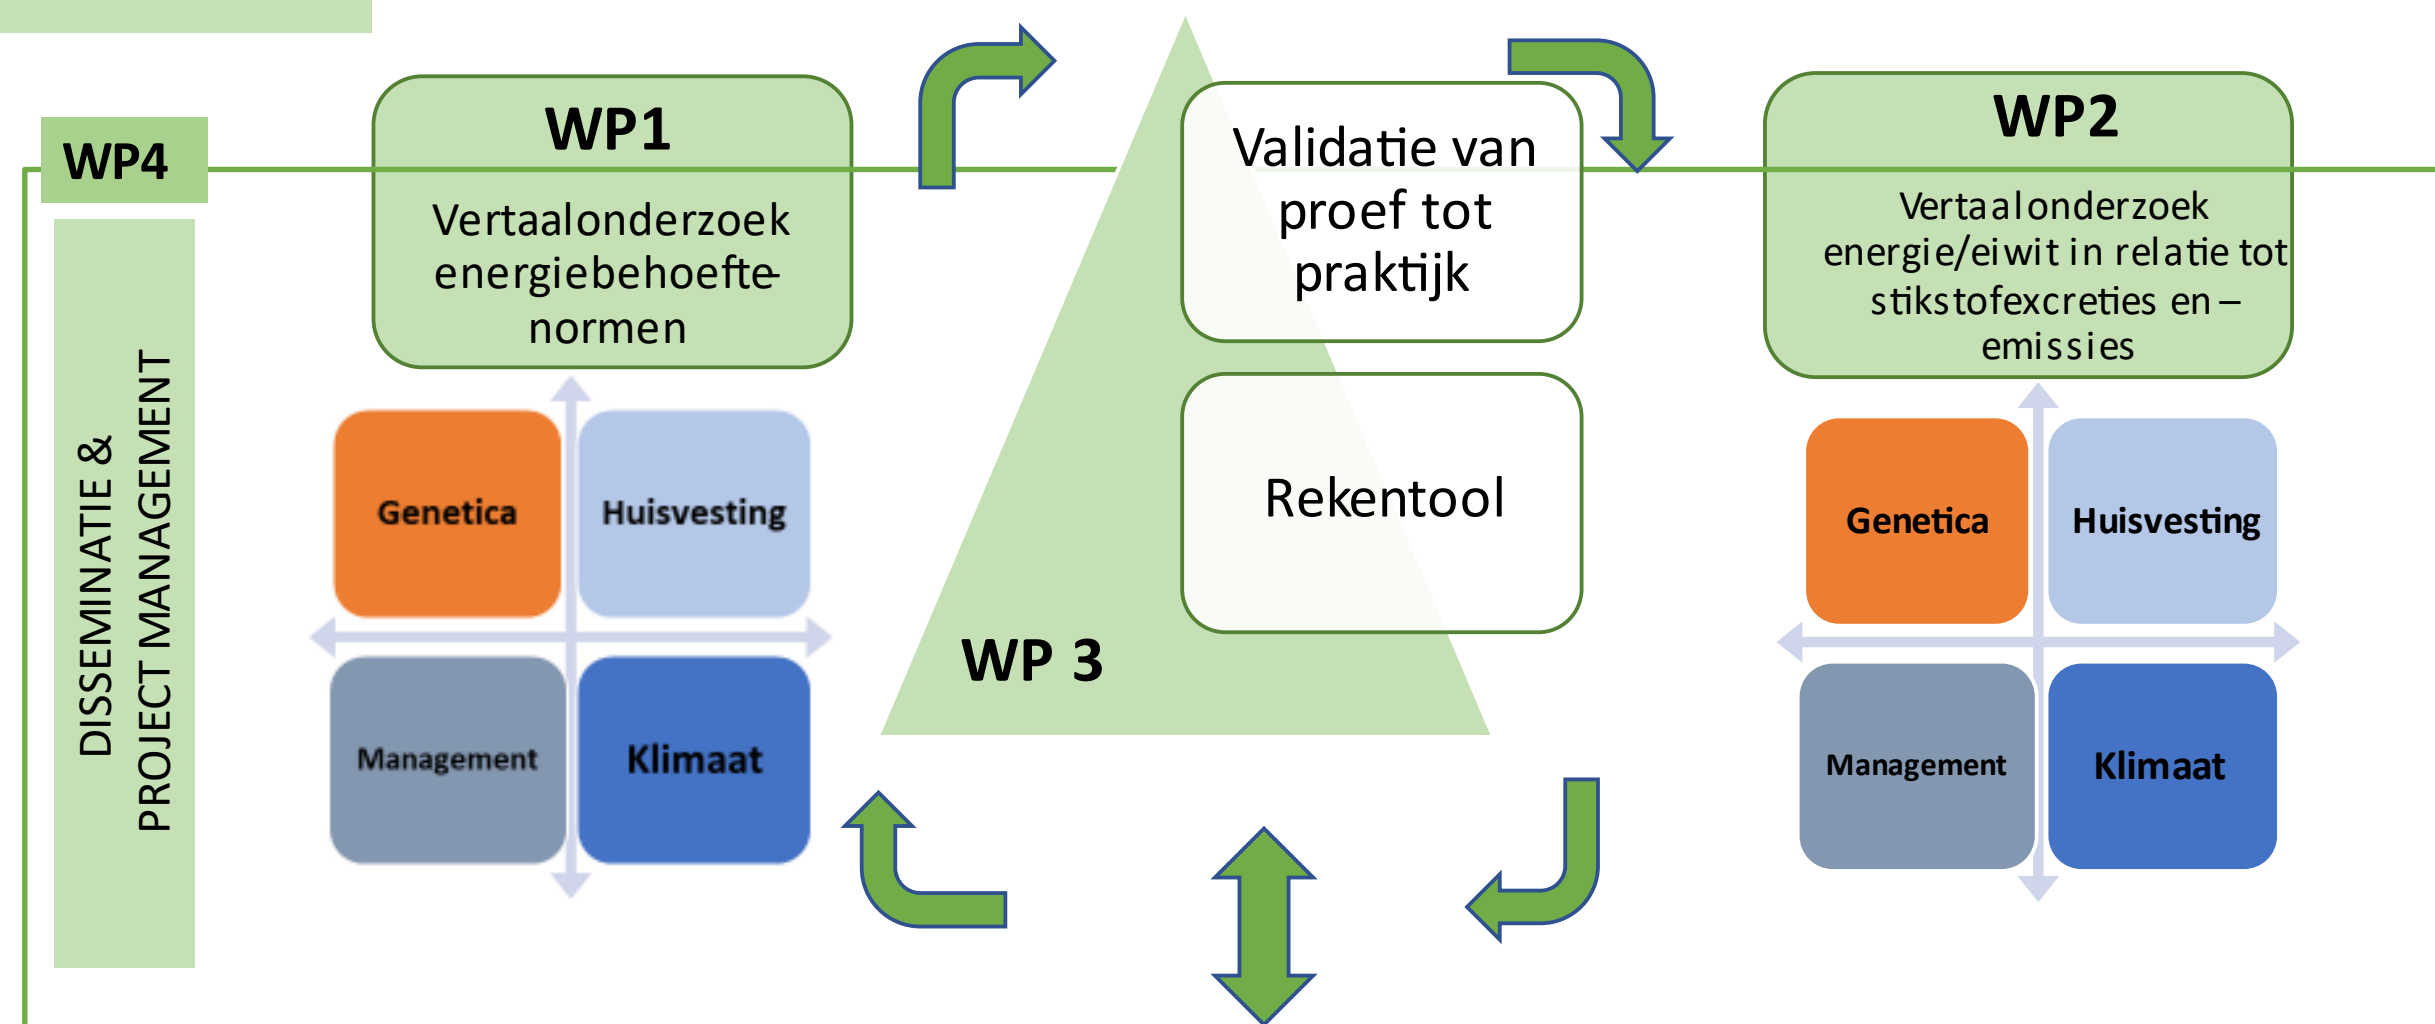 WP4
DISSEMINATIE &
PROJECT MANAGEMENT
WP1
Vertaalonderzoek
energiebehoefte-
normen
Genetica
Huisvesting
Management
Klimaat
Validatie van
proef tot
praktijk
Rekentool
WP 3
WP2
Vertaalonderzoek
energie/eiwit in relatie tot
stikstofexcreties en –
emissies
Genetica
Huisvesting
Management
Klimaat